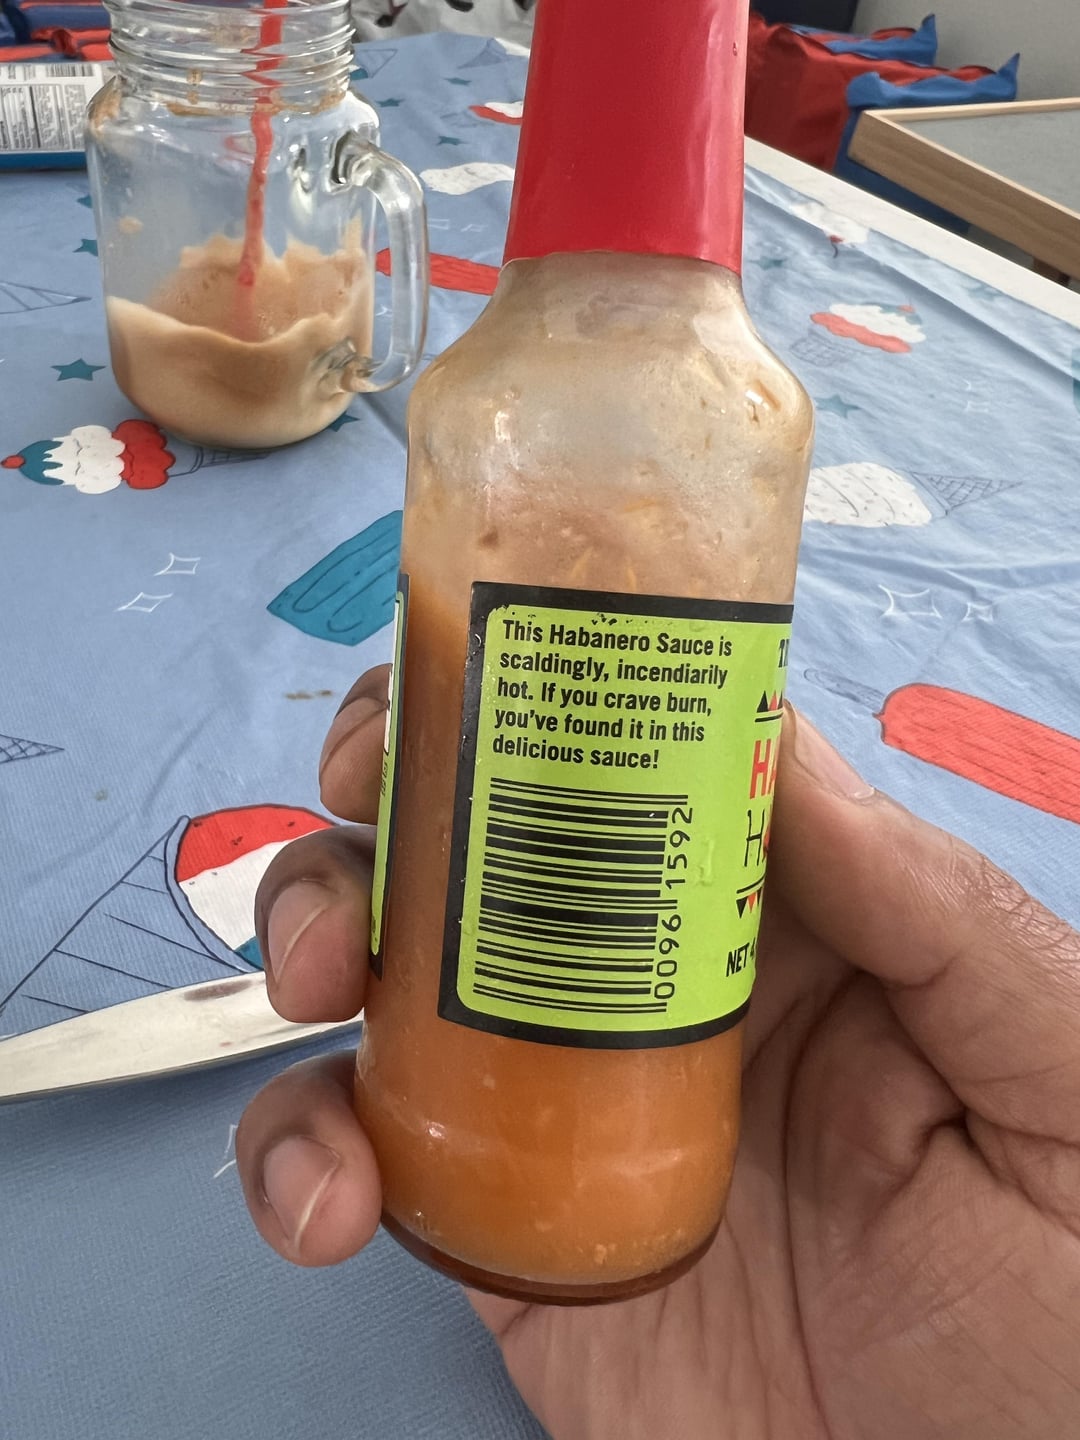 This Habanero Sauce is
scaldingly, incendiarily
hot. If you crave burn,
you've found it in this
delicious sauce!
0096 1592
NET